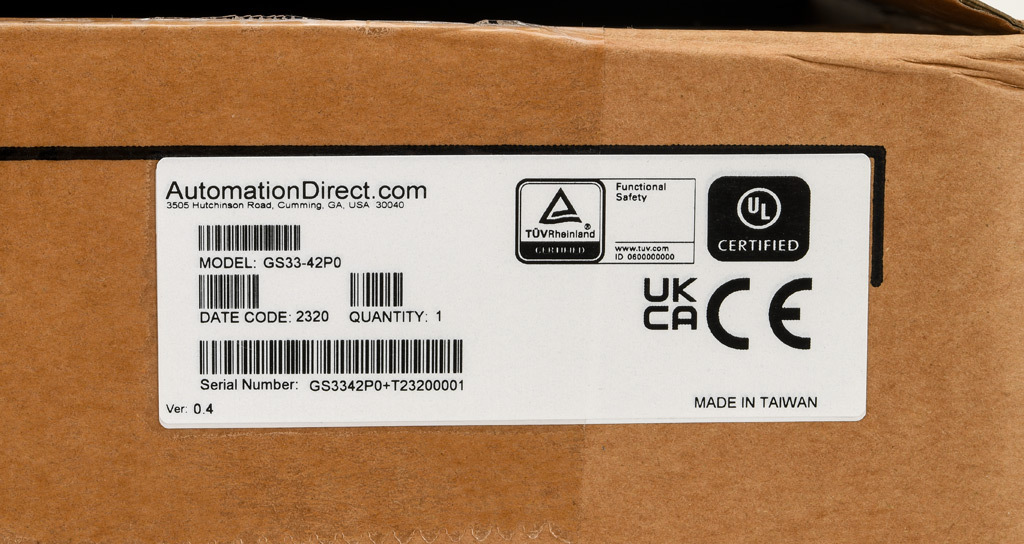 AutomationDirect.com
3505 Hutchinson Road, Cumming, GA, USA 30040
MODEL: GS33-42P0
DATE CODE: 2320 QUANTITY: 1
Serial Number: GS3342P0+T23200001
Ver: 0.4
TÜVRheinland®
CERTIFIED
Functional
Safety
www.tuv.com
ID 0600000000
UL
CERTIFIED
UK
CA
CE
MADE IN TAIWAN